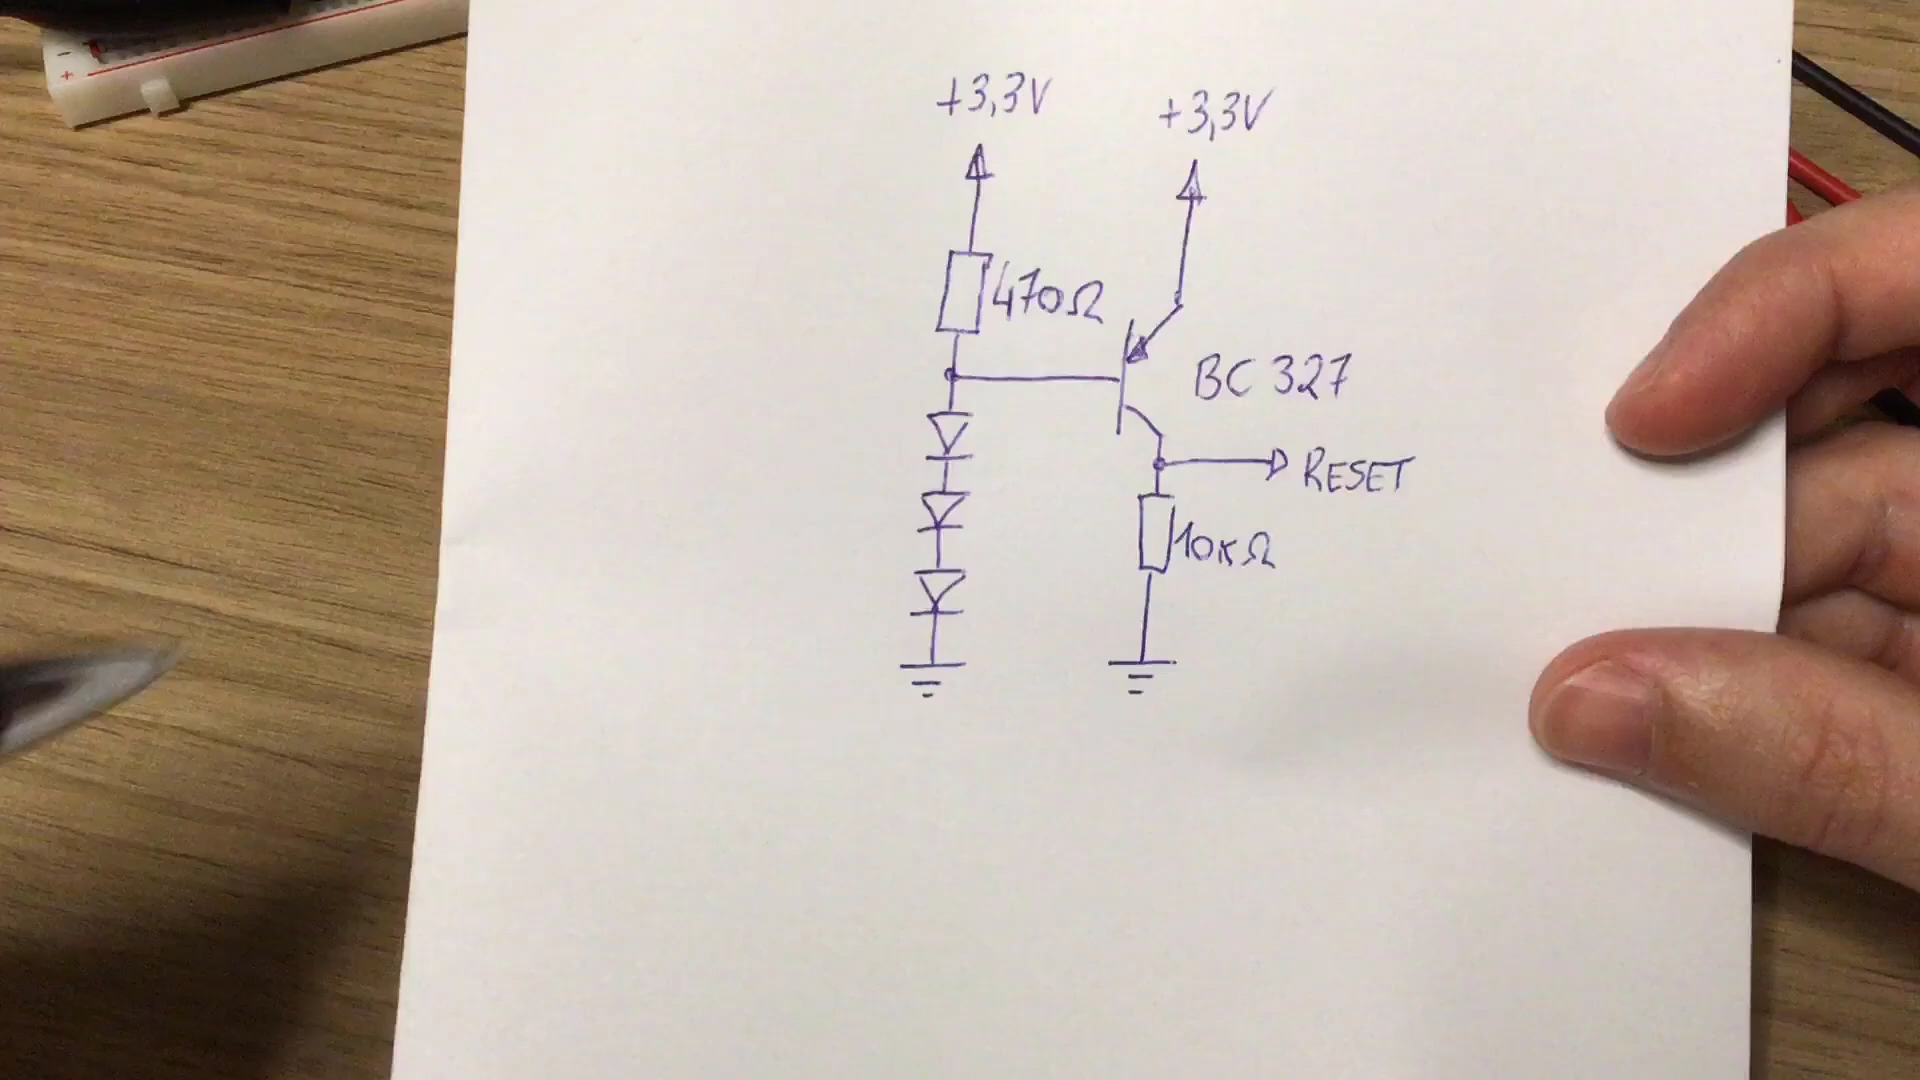 +3,3V
+3,3V
470Ω
BC 327
RESET
10KΩ
-
+